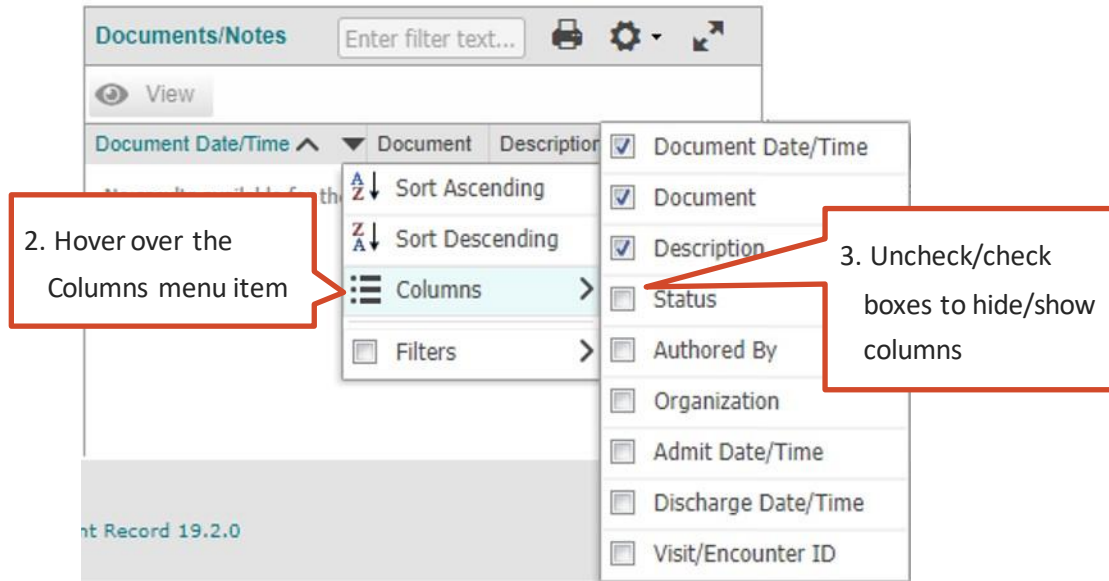 Documents/Notes Enter filter text...
View
Document Date/Time Document Description
Sort Ascending
Sort Descending
Columns
Filters
Document Date/Time
Document
Description
Status
Authored By
Organization
Admit Date/Time
Discharge Date/Time
Visit/Encounter ID
2. Hover over the
Columns menu item
3. Uncheck/check
boxes to hide/show
columns
nt Record 19.2.0